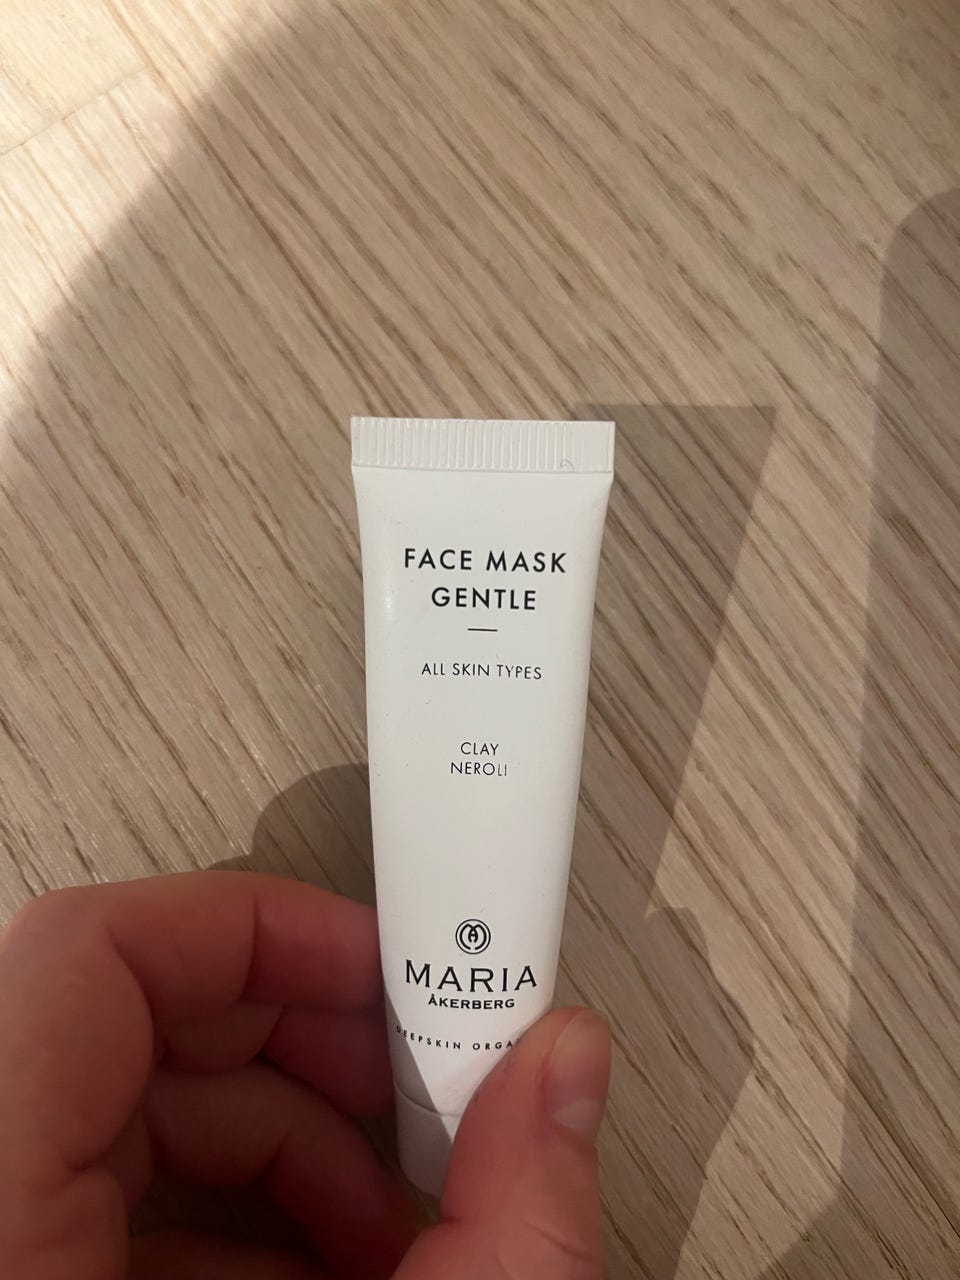 FACE MASK
GENTLE
ALL SKIN TYPES
CLAY
NEROLI
MARIA
ÅKERBERG
DEEPSKIN